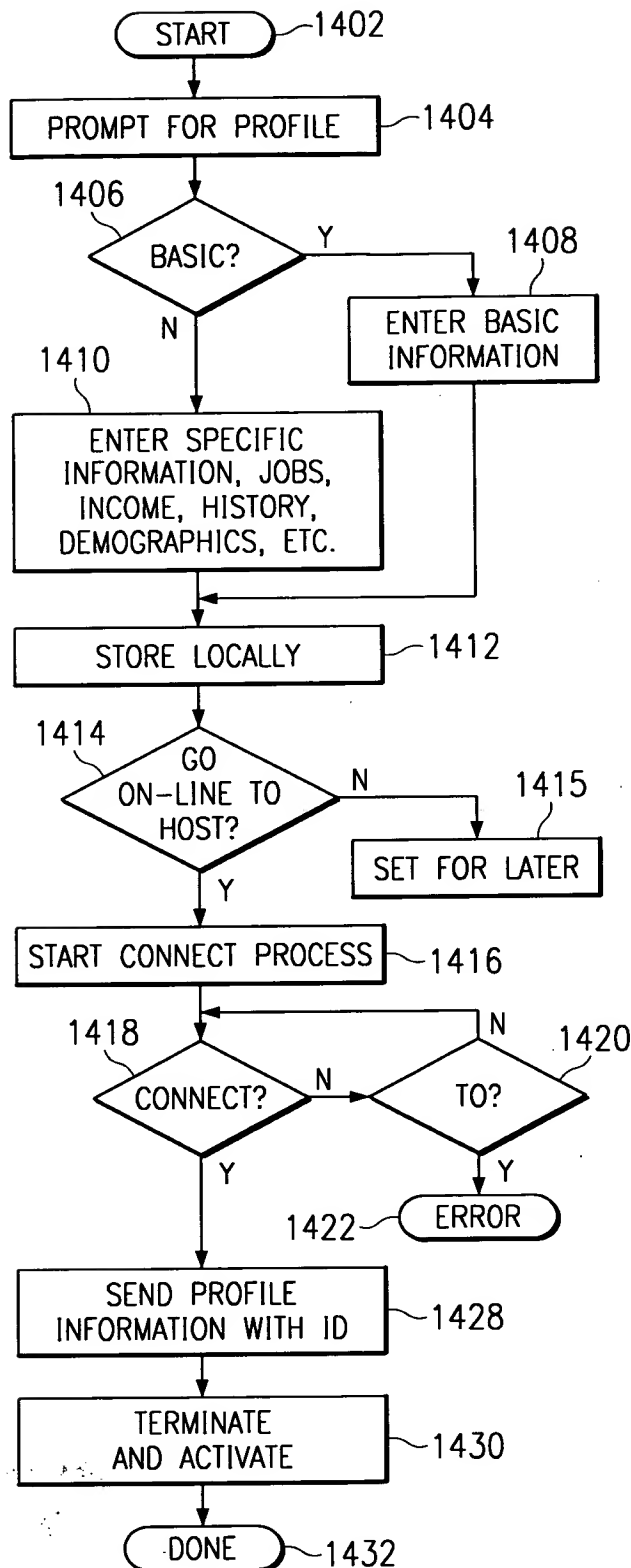 START
1402
PROMPT FOR PROFILE
1404
1406
BASIC?
Y
N
1408
ENTER BASIC
INFORMATION
1410
ENTER SPECIFIC
INFORMATION, JOBS,
INCOME, HISTORY,
DEMOGRAPHICS, ETC.
STORE LOCALLY
1412
1414
GO
ON-LINE TO
HOST?
N
Y
1415
SET FOR LATER
START CONNECT PROCESS
1416
1418
CONNECT?
N
Y
N
1420
TO?
Y
1422
ERROR
SEND PROFILE
INFORMATION WITH ID
1428
TERMINATE
AND ACTIVATE
1430
DONE
1432